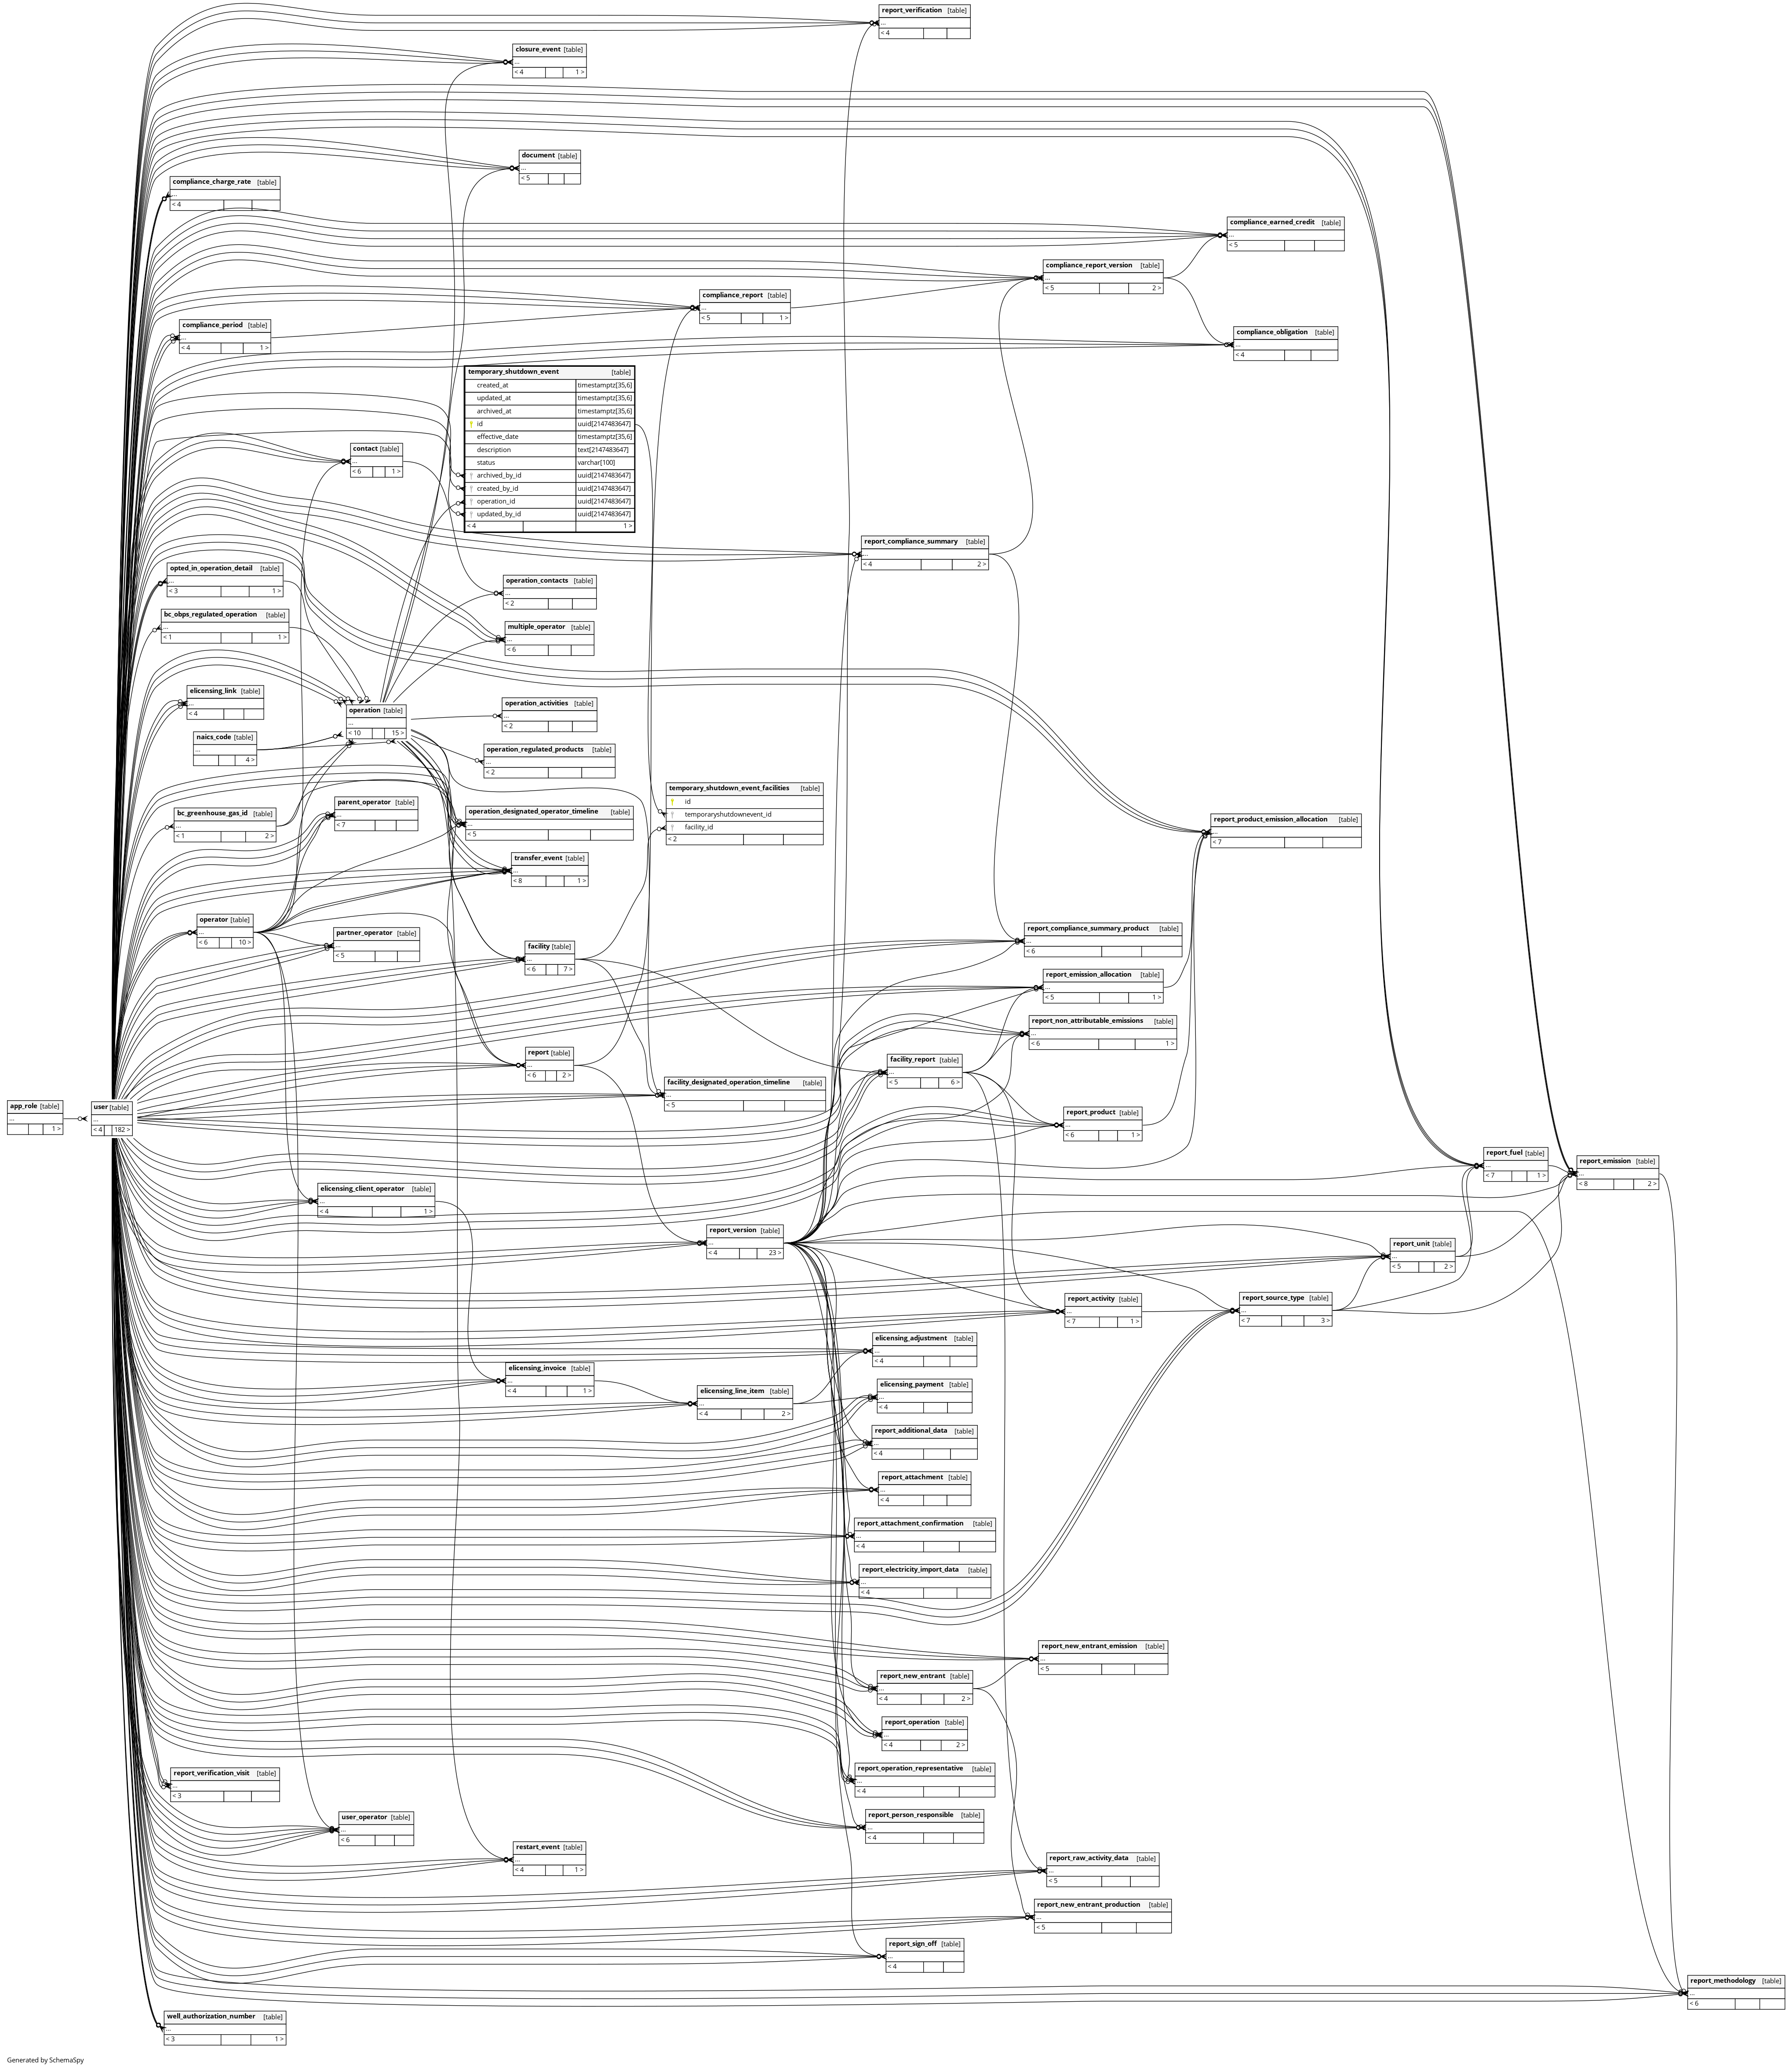 report_verification [table]
...
< 4
closure_event [table]
...
< 4 1 >
document [table]
...
< 5
compliance_charge_rate [table]
...
< 4
compliance_earned_credit [table]
...
< 5
compliance_report_version [table]
...
< 5 2 >
compliance_report [table]
...
< 5 1 >
compliance_period [table]
...
< 4 1 >
compliance_obligation [table]
...
< 4
temporary_shutdown_event [table]
created_at timestamptz[35,6]
updated_at timestamptz[35,6]
archived_at timestamptz[35,6]
id uuid[2147483647]
effective_date timestamptz[35,6]
description text[2147483647]
status varchar[100]
archived_by_id uuid[2147483647]
created_by_id uuid[2147483647]
operation_id uuid[2147483647]
updated_by_id uuid[2147483647]
< 4 1 >
contact [table]
...
< 6 1 >
report_compliance_summary [table]
...
< 4 2 >
opted_in_operation_detail [table]
...
< 3 1 >
operation_contacts [table]
...
< 2
bc_obps_regulated_operation [table]
...
< 1 1 >
multiple_operator [table]
...
< 6
elicensing_link [table]
...
< 4
operation [table]
...
< 10 15 >
operation_activities [table]
...
< 2
naics_code [table]
...
4 >
operation_regulated_products [table]
...
< 2
temporary_shutdown_event_facilities [table]
id
temporaryshutdownevent_id
facility_id
< 2
parent_operator [table]
...
< 7
bc_greenhouse_gas_id [table]
...
< 1 2 >
operation_designated_operator_timeline [table]
...
< 5
report_product_emission_allocation [table]
...
< 7
transfer_event [table]
...
< 8 1 >
operator [table]
...
< 6 10 >
partner_operator [table]
...
< 5
facility [table]
...
< 6 7 >
report_compliance_summary_product [table]
...
< 6
report_emission_allocation [table]
...
< 5 1 >
report_non_attributable_emissions [table]
...
< 6 1 >
report [table]
...
< 6 2 >
facility_report [table]
...
< 5 6 >
facility_designated_operation_timeline [table]
...
< 5
app_role [table]
...
1 >
user [table]
...
< 4 182 >
report_product [table]
...
< 6 1 >
report_fuel [table]
...
< 7 1 >
report_emission [table]
...
< 8 2 >
elicensing_client_operator [table]
...
< 4 1 >
report_version [table]
...
< 4 23 >
report_unit [table]
...
< 5 2 >
report_activity [table]
...
< 7 1 >
report_source_type [table]
...
< 7 3 >
elicensing_adjustment [table]
...
< 4
elicensing_invoice [table]
...
< 4 1 >
elicensing_line_item [table]
...
< 4 2 >
elicensing_payment [table]
...
< 4
report_additional_data [table]
...
< 4
report_attachment [table]
...
< 4
report_attachment_confirmation [table]
...
< 4
report_electricity_import_data [table]
...
< 4
report_new_entrant_emission [table]
...
< 5
report_new_entrant [table]
...
< 4 2 >
report_operation [table]
...
< 4 2 >
report_operation_representative [table]
...
< 4
report_verification_visit [table]
...
< 3
report_person_responsible [table]
...
< 4
user_operator [table]
...
< 6
restart_event [table]
...
< 4 1 >
report_raw_activity_data [table]
...
< 5
report_new_entrant_production [table]
...
< 5
report_sign_off [table]
...
< 4
report_methodology [table]
...
< 6
well_authorization_number [table]
...
< 3 1 >
Generated by SchemaSpy